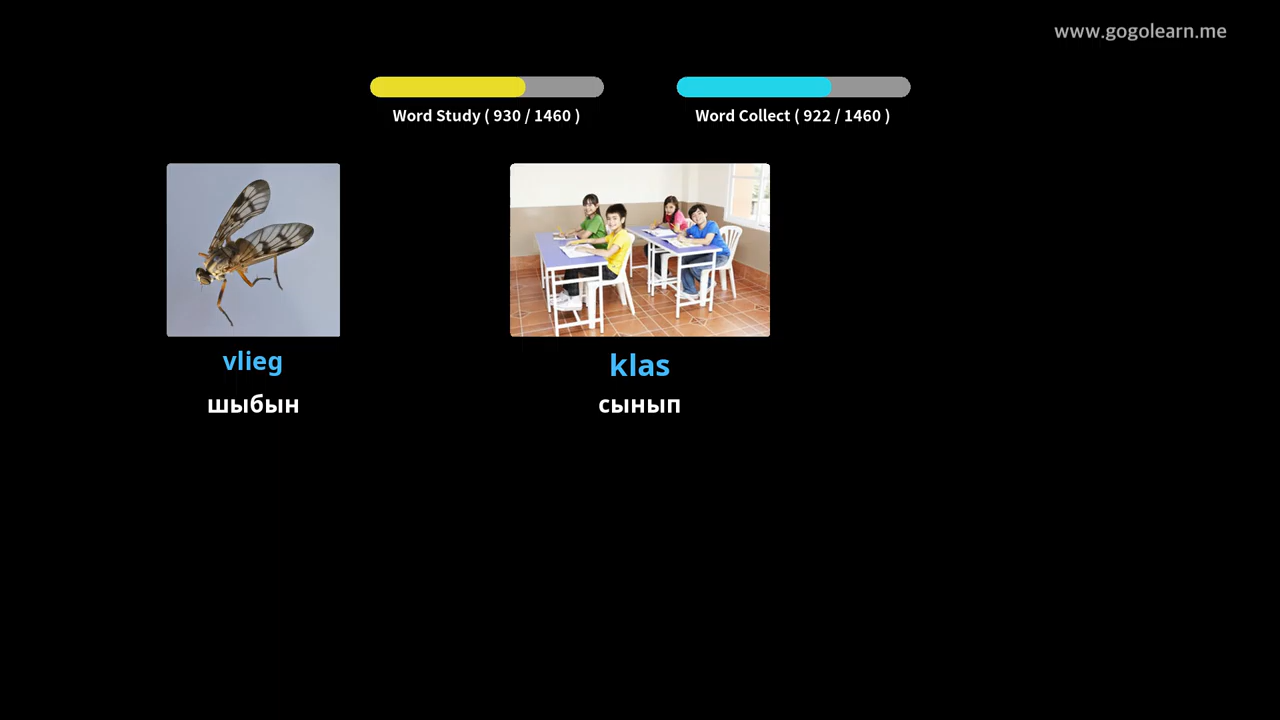 www.gogolearn.me
Word Study ( 930 / 1460 )
Word Collect ( 922 / 1460 )
vlieg
klas
шыбын
сынып